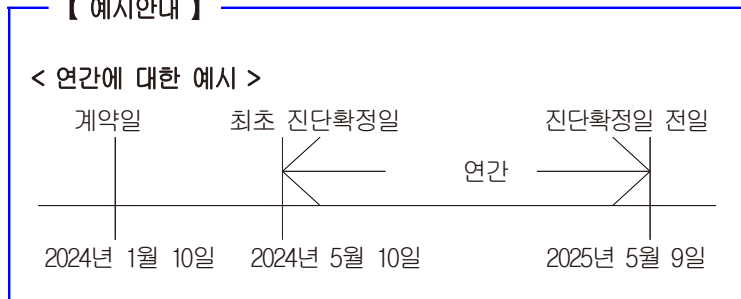 【 예시안내 】
< 연간에 대한 예시 >
계약일 최초 진단확정일 진단확정일 전일
연간
2024년 1월 10일 2024년 5월 10일 2025년 5월 9일